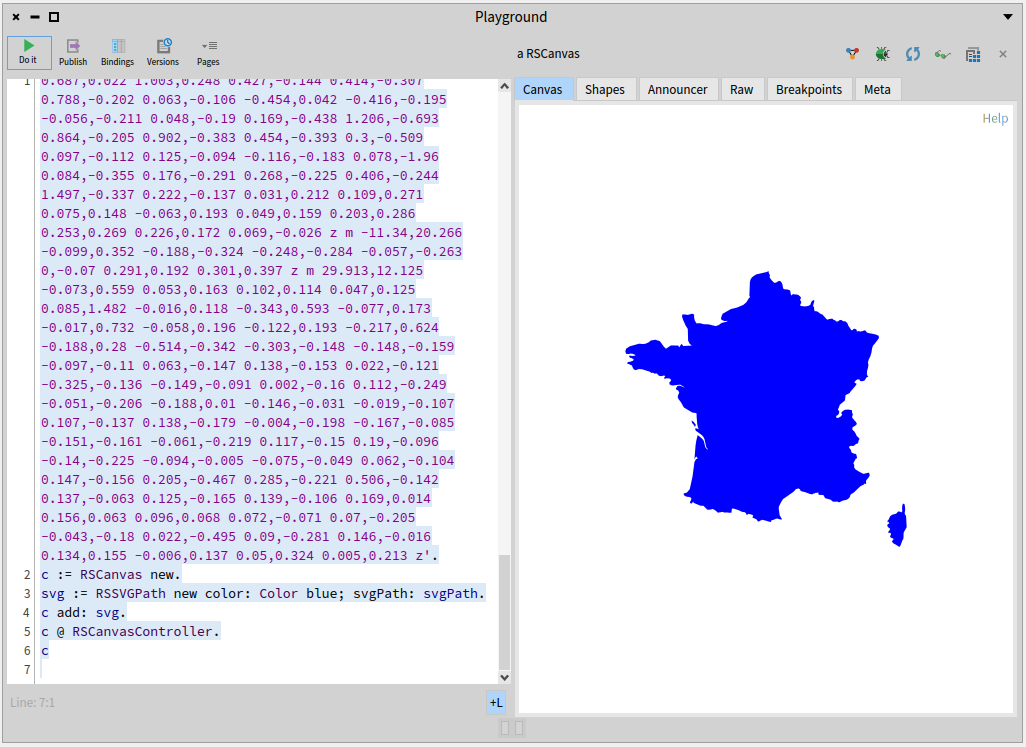 Playground
Do it
Publish
Bindings
Versions
Pages
a RSCanvas
1 0.687,0.022 1.003,0.248 0.427,-0.144 0.414,-0.307
0.788,-0.202 0.063,-0.106 -0.454,0.042 -0.416,-0.195
-0.056,-0.211 0.048,-0.19 0.169,-0.438 1.206,-0.693
0.864,-0.205 0.902,-0.383 0.454,-0.393 0.3,-0.509
0.097,-0.112 0.125,-0.094 -0.116,-0.183 0.078,-1.96
0.084,-0.355 0.176,-0.291 0.268,-0.225 0.406,-0.244
1.497,-0.337 0.222,-0.137 0.031,0.212 0.109,0.271
0.075,0.148 -0.063,0.193 0.049,0.159 0.203,0.286
0.253,0.269 0.226,0.172 0.069,-0.026 z m -11.34,20.266
-0.099,0.352 -0.188,-0.324 -0.248,-0.284 -0.057,-0.263
0,-0.07 0.291,0.192 0.301,0.397 z m 29.913,12.125
-0.073,0.559 0.053,0.163 0.102,0.114 0.047,0.125
0.085,1.482 -0.016,0.118 -0.343,0.593 -0.077,0.173
-0.017,0.732 -0.058,0.196 -0.122,0.193 -0.217,0.624
-0.188,0.28 -0.514,-0.342 -0.303,-0.148 -0.148,-0.159
-0.097,-0.11 0.063,-0.147 0.138,-0.153 0.022,-0.121
-0.325,-0.136 -0.149,-0.091 0.002,-0.16 0.112,-0.249
-0.051,-0.206 -0.188,0.01 -0.146,-0.031 -0.019,-0.107
0.107,-0.137 0.138,-0.179 -0.004,-0.198 -0.167,-0.085
-0.151,-0.161 -0.061,-0.219 0.117,-0.15 0.19,-0.096
-0.14,-0.225 -0.094,-0.005 -0.075,-0.049 0.062,-0.104
0.147,-0.156 0.205,-0.467 0.285,-0.221 0.506,-0.142
0.137,-0.063 0.125,-0.165 0.139,-0.106 0.169,0.014
0.156,0.063 0.096,0.068 0.072,-0.071 0.07,-0.205
-0.043,-0.18 0.022,-0.495 0.09,-0.281 0.146,-0.016
0.134,0.155 -0.006,0.137 0.05,0.324 0.005,0.213 z'.
2 c := RSCanvas new.
3 svg := RSSVGPath new color: Color blue; svgPath: svgPath.
4 c add: svg.
5 c @ RSCanvasController.
6 c
7
Line: 7:1
+L
Canvas
Shapes
Announcer
Raw
Breakpoints
Meta
Help